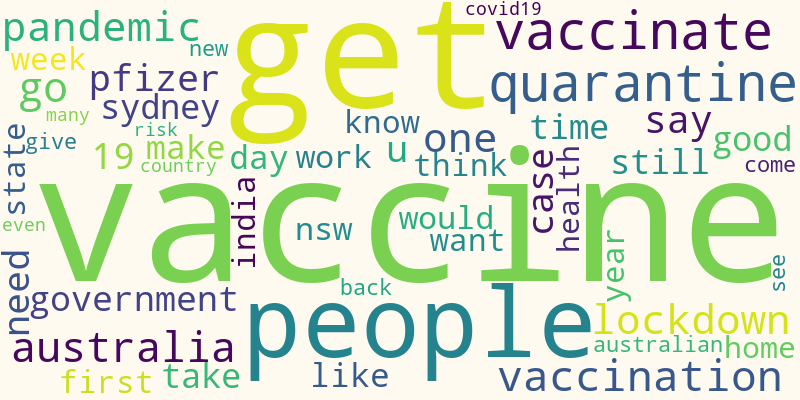 covid19
pandemic
get
vaccinate
new
week
pfizer
quarantine
go
sydney
many
know
one
time
say
good
give
risk
19
make
day
work
u
think
still
come
country
state
vaccine
case
health
india
nsw
would
want
even
need
government
back
people
year
see
lockdown
australia
australian
home
first
take
like
vaccination